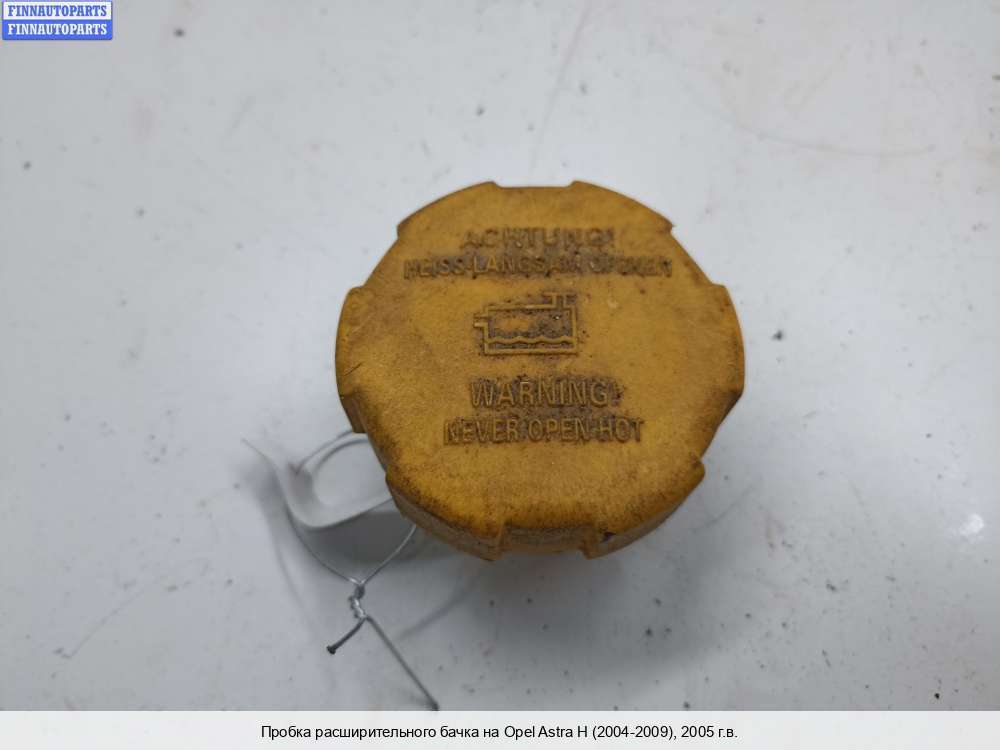 FINNAUTOPARTS
FINNAUTOPARTS
ACHTUNG!
HEISS LANGSAM ÖFFNEN
WARNING!
NEVER OPEN HOT
Пробка расширительного бачка на Opel Astra H (2004-2009), 2005 г.в.